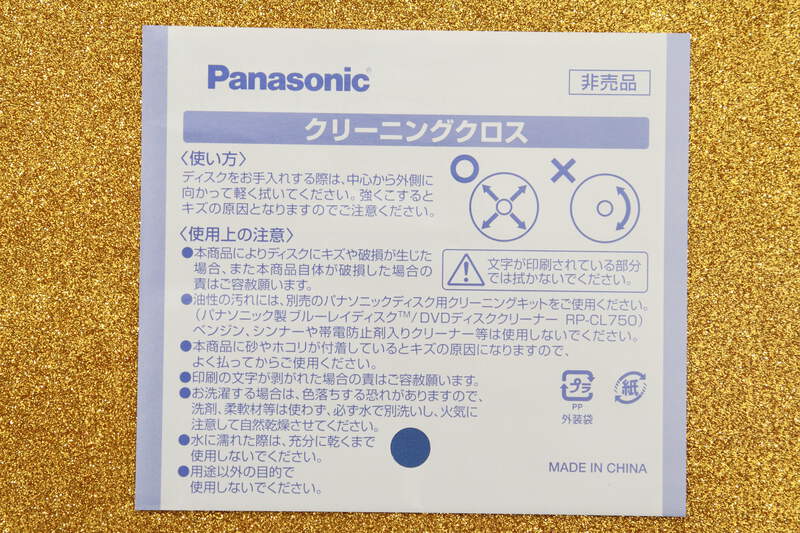 Panasonic®
非売品
クリーニングクロス
〈使い方〉
ディスクをお手入れする際は、中心から外側に
向かって軽く拭いてください。強くこすると
キズの原因となりますのでご注意ください。
〈使用上の注意〉
●本商品によりディスクにキズや破損が生じた
場合、また本商品自体が破損した場合の
責はご容赦願います。
文字が印刷されている部分
では拭かないでください。
●油性の汚れには、別売のパナソニックディスク用クリーニングキットをご使用ください。
(パナソニック製 ブルーレイディスク™/DVDディスククリーナー RP-CL750)
ベンジン、シンナーや帯電防止剤入りクリーナー等は使用しないでください。
●本商品に砂やホコリが付着しているとキズの原因になりますので、
よく払ってからご使用ください。
●印刷の文字が剥がれた場合の責はご容赦願います。
●お洗濯する場合は、色落ちする恐れがありますので、
洗剤、柔軟材等は使わず、必ず水で別洗いし、火気に
注意して自然乾燥させてください。
●水に濡れた際は、充分に乾くまで
使用しないでください。
●用途以外の目的で
使用しないでください。
プラ
PP
外装袋
紙
MADE IN CHINA